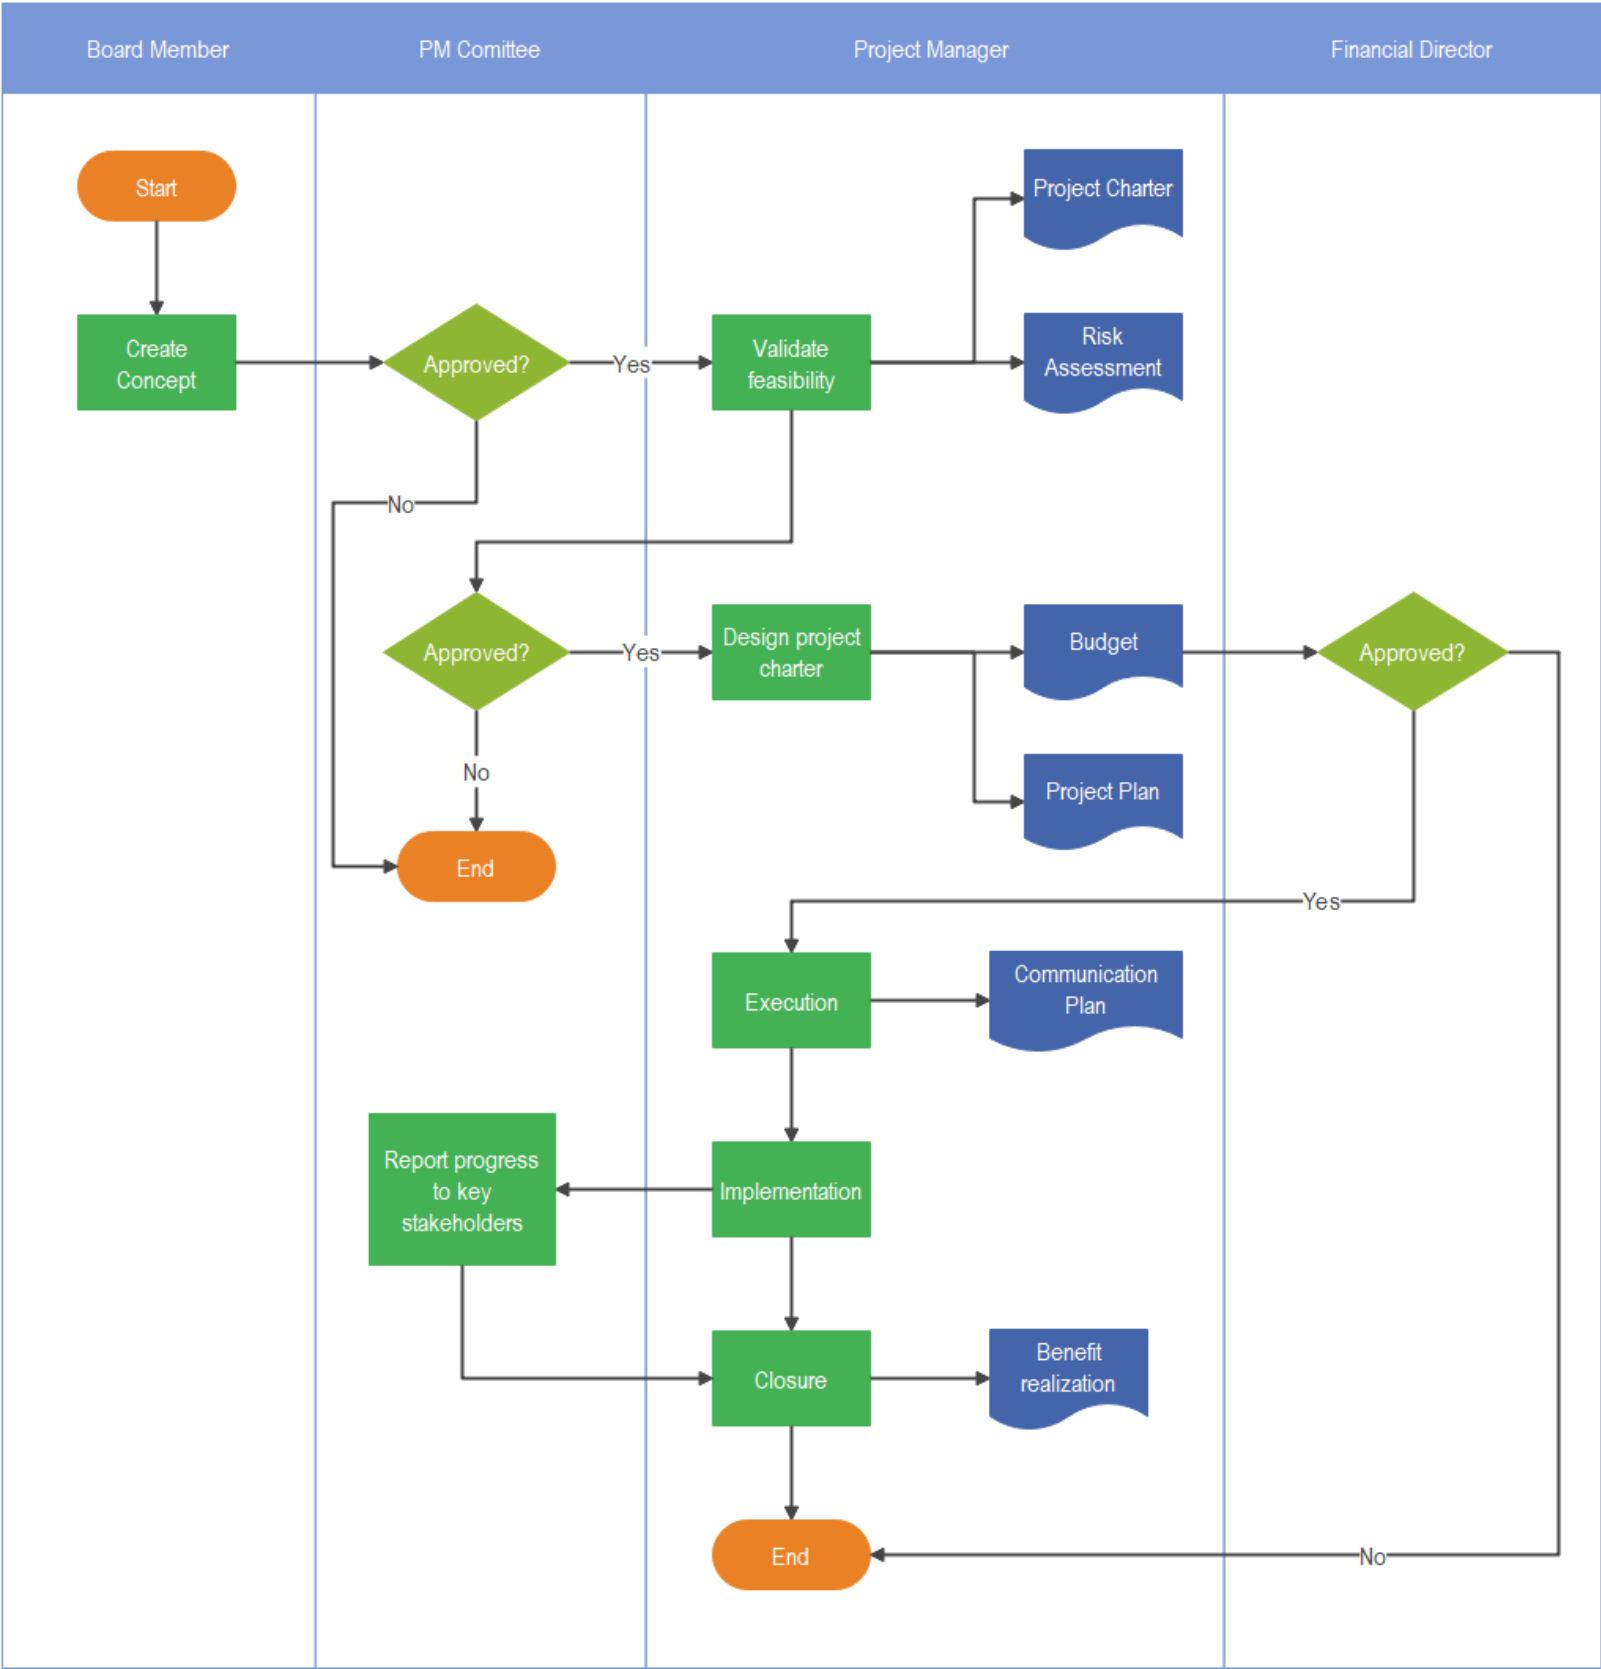 Board Member
PM Comittee
Project Manager
Financial Director
Start
Project Charter
Create
Concept
Approved?
Yes
Validate
feasibility
Risk
Assessment
No
Approved?
Yes
Design project
charter
Budget
Approved?
No
Project Plan
End
Yes
Execution
Communication
Plan
Report progress
to key
stakeholders
Implementation
Closure
Benefit
realization
End
No